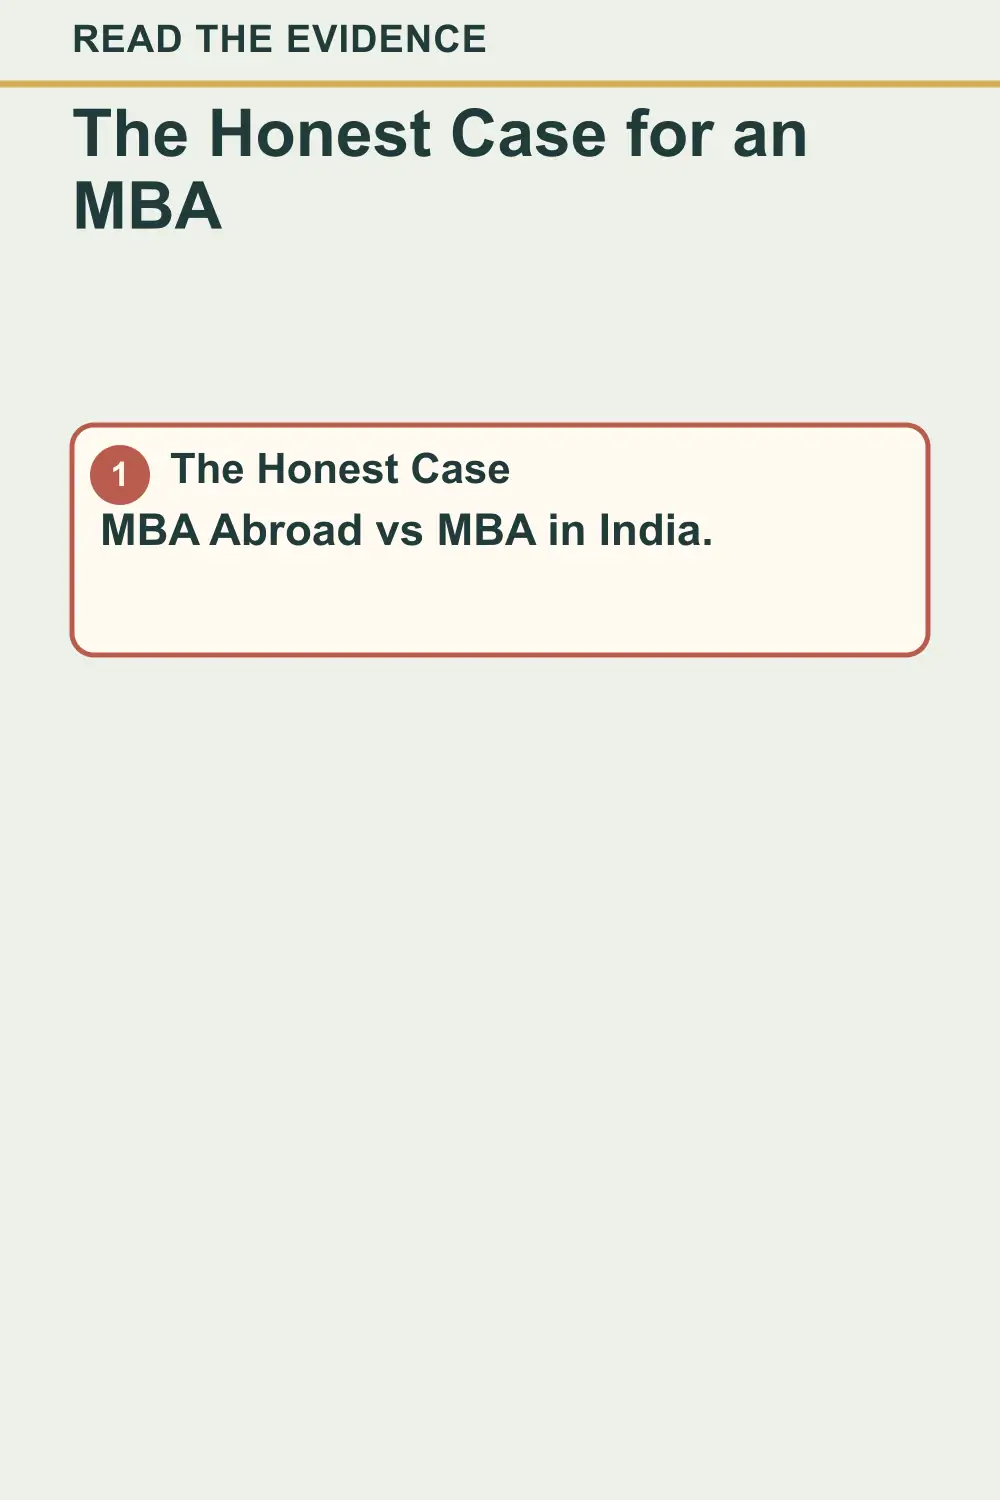 READ THE EVIDENCE
The Honest Case for an
MBA
1 The Honest Case
MBA Abroad vs MBA in India.